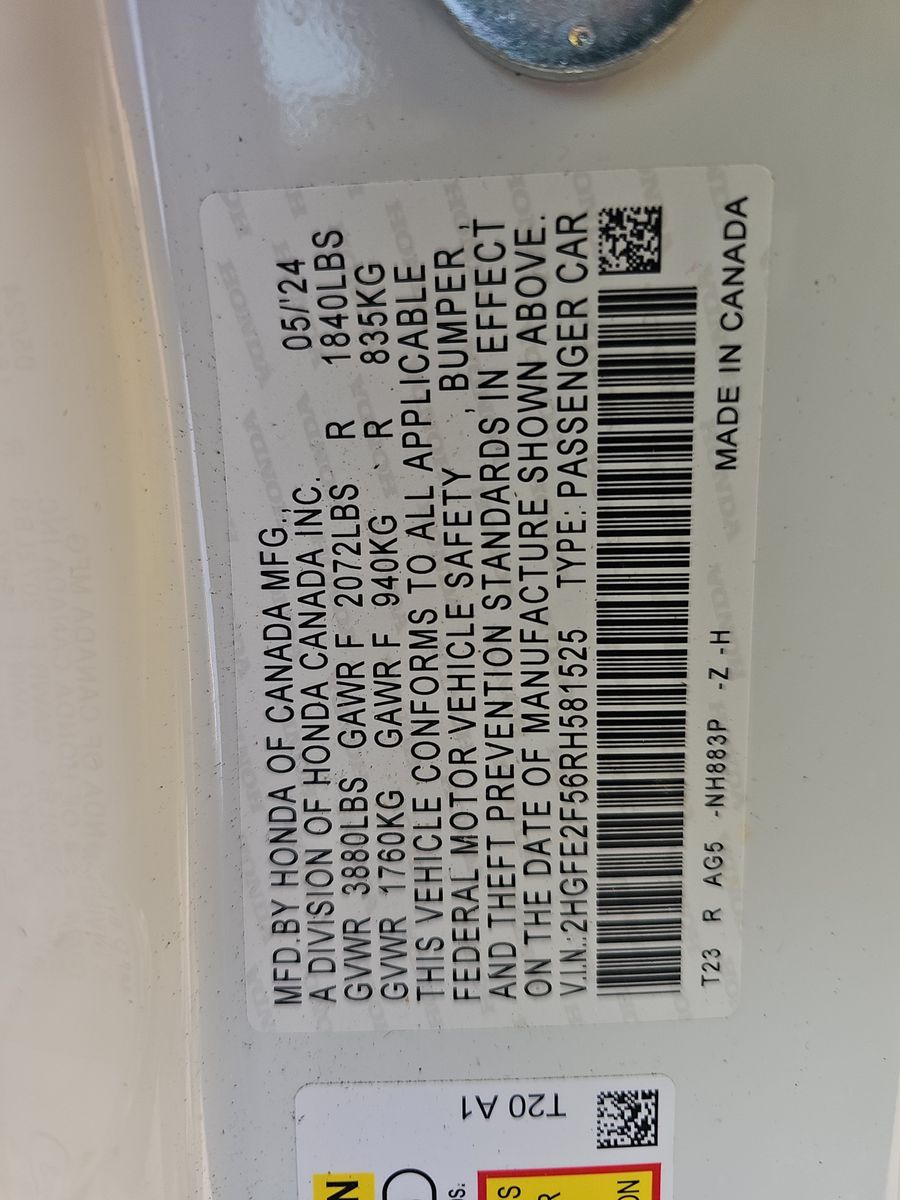 MFD.BY HONDA OF CANADA MFG., 05/'24
A DIVISION OF HONDA CANADA INC.
GVWR 3880LBS GAWR F 2072LBS R 1840LBS
GVWR 1760KG GAWR F 940KG R 835KG
THIS VEHICLE CONFORMS TO ALL APPLICABLE
FEDERAL MOTOR VEHICLE SAFETY , BUMPER ,
AND THEFT PREVENTION STANDARDS IN EFFECT
ON THE DATE OF MANUFACTURE SHOWN ABOVE.
V.I.N.:2HGFE2F56RH581525 TYPE:PASSENGER CAR
T23 R AG5 -NH883P -Z -H
MADE IN CANADA
T20 A1